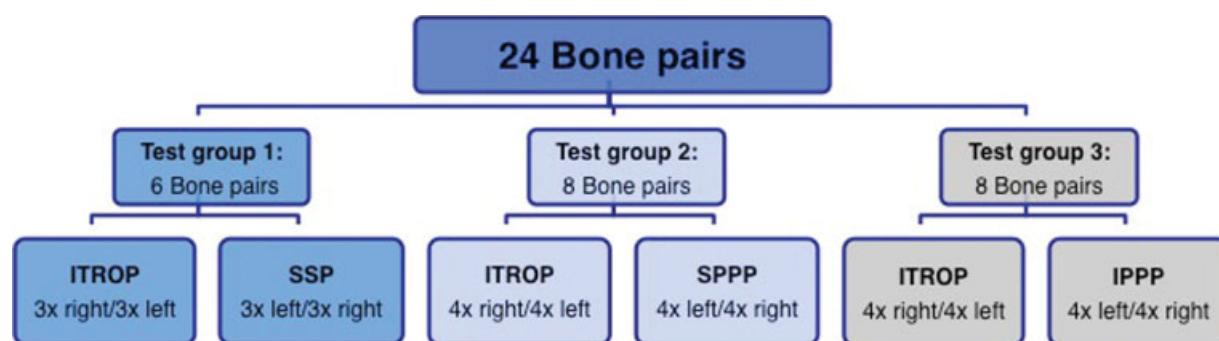 24 Bone pairs
Test group 1:
6 Bone pairs
Test group 2:
8 Bone pairs
Test group 3:
8 Bone pairs
ITROP
3x right/3x left
SSP
3x left/3x right
ITROP
4x right/4x left
SPPP
4x left/4x right
ITROP
4x right/4x left
IPPP
4x left/4x right